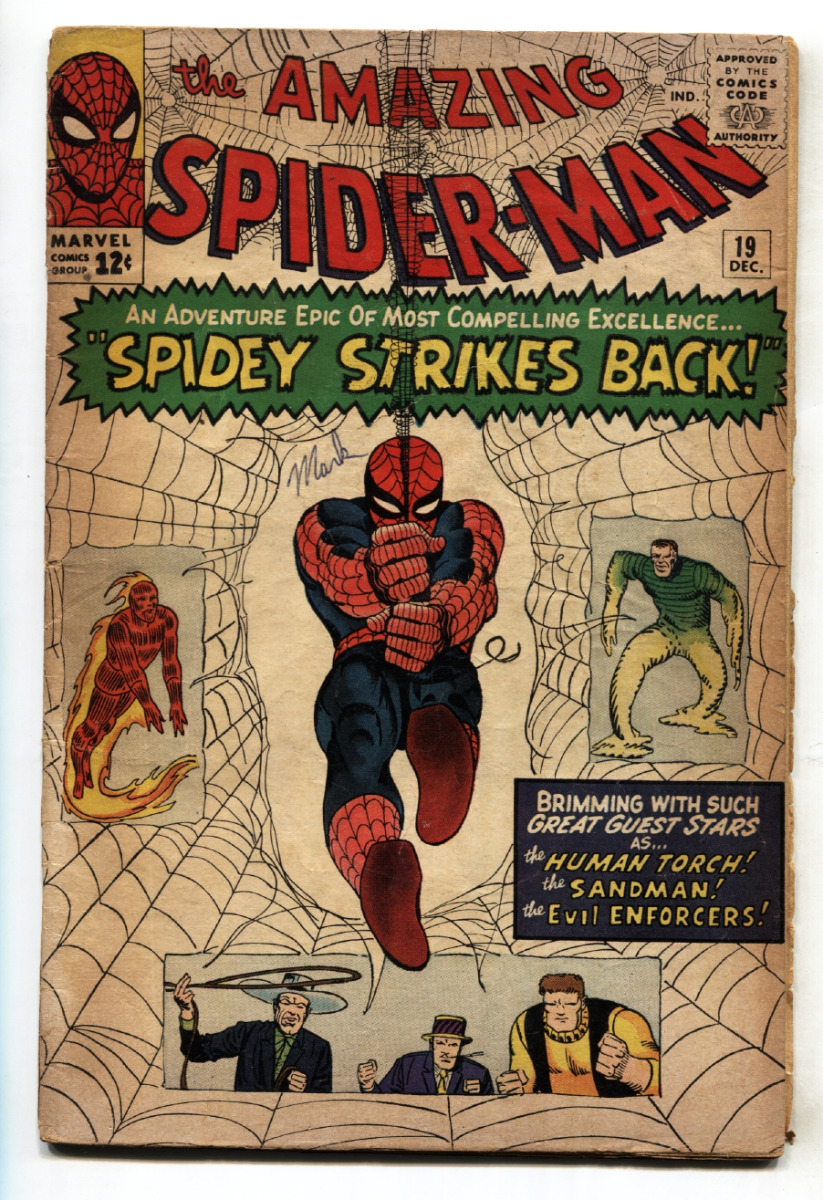 the AMAZING
SPIDER-MAN
IND.
APPROVED
BY THE
COMICS
CODE
CA
AUTHORITY
MARVEL
COMICS
GROUP 12¢
19
DEC.
AN ADVENTURE EPIC OF MOST COMPELLING EXCELLENCE...
"SPIDEY STRIKES BACK!"
Mark
BRIMMING WITH SUCH
GREAT GUEST STARS
AS...
the HUMAN TORCH!
the SANDMAN!
the EVIL ENFORCERS!